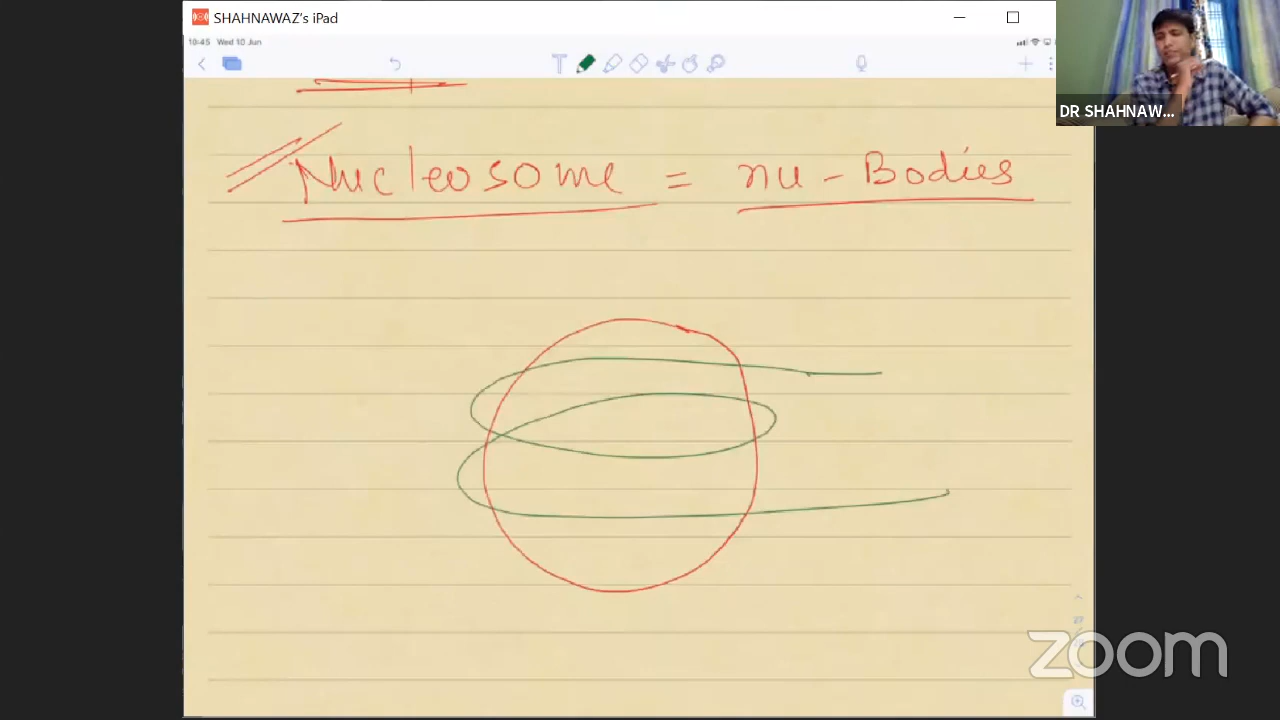 SHAHNAWAZ's iPad
10:45 Wed 10 Jun
DR SHAHNAW...
Nucleosome = nu - Bodies
zoom